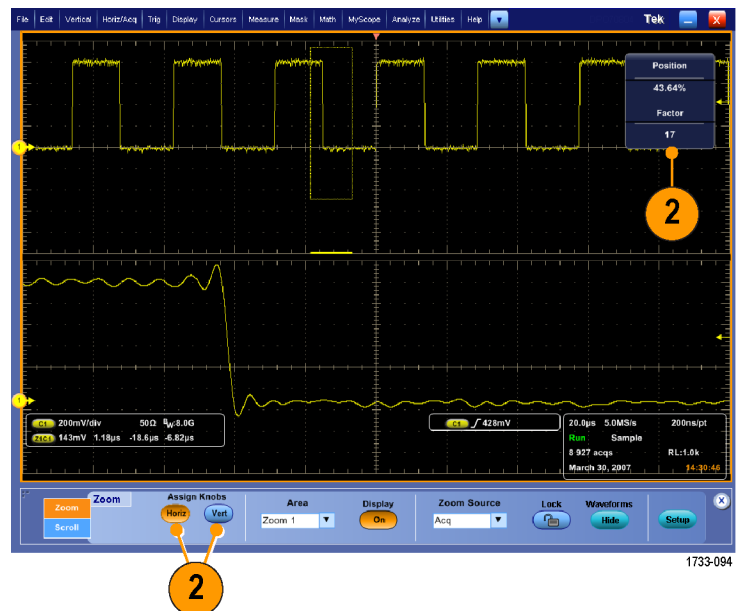 File Edit Vertical Horiz/Acq Trig Display Cursors Measure Mask Math MyScope Analyze Utilities Help Tek X
Position
43.64%
Factor
17
2
1
1
C1 200mV/div 50Ω BW:8.0G
Z1C1 143mV 1.18µs -18.6µs -6.82µs
C1 428mV
20.0µs 5.0MS/s 200ns/pt
Run Sample
8 927 acqs RL:1.0k
March 30, 2007 14:30:46
Zoom
Scroll
Zoom
Assign Knobs
Horiz Vert
Area
Zoom 1
Display
On
Zoom Source
Acq
Lock
Waveforms
Hide
Setup
X
1733-094
2